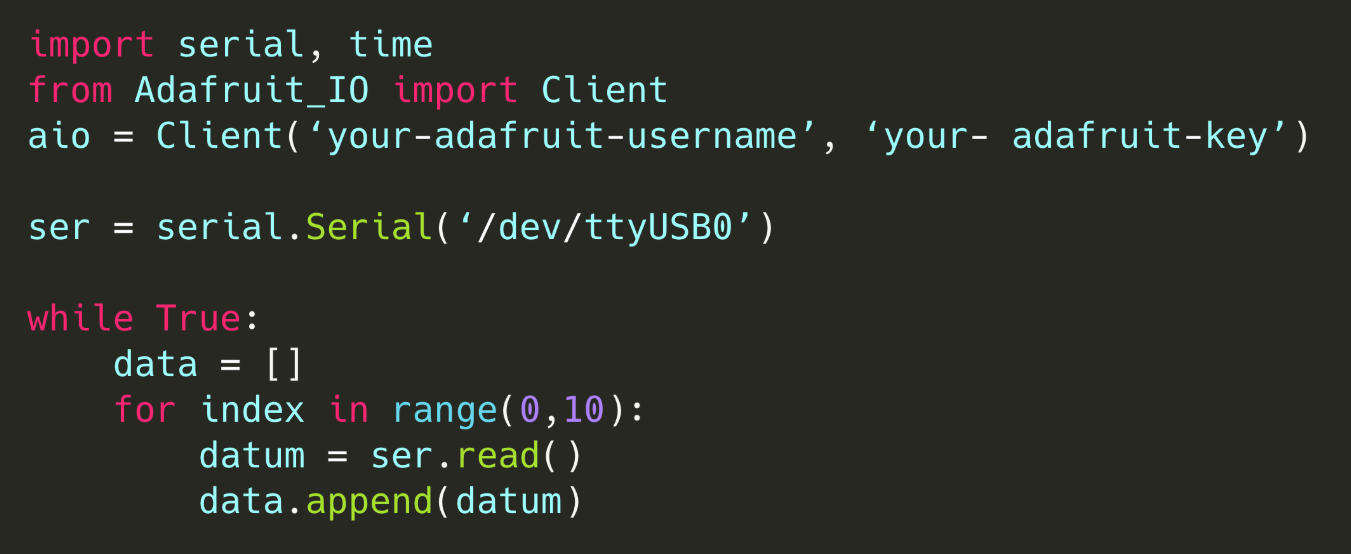 import serial, time
from Adafruit_IO import Client
aio = Client(‘your-adafruit-username’, ‘your- adafruit-key’)

ser = serial.Serial(‘/dev/ttyUSB0’)

while True:
    data = []
    for index in range(0,10):
        datum = ser.read()
        data.append(datum)